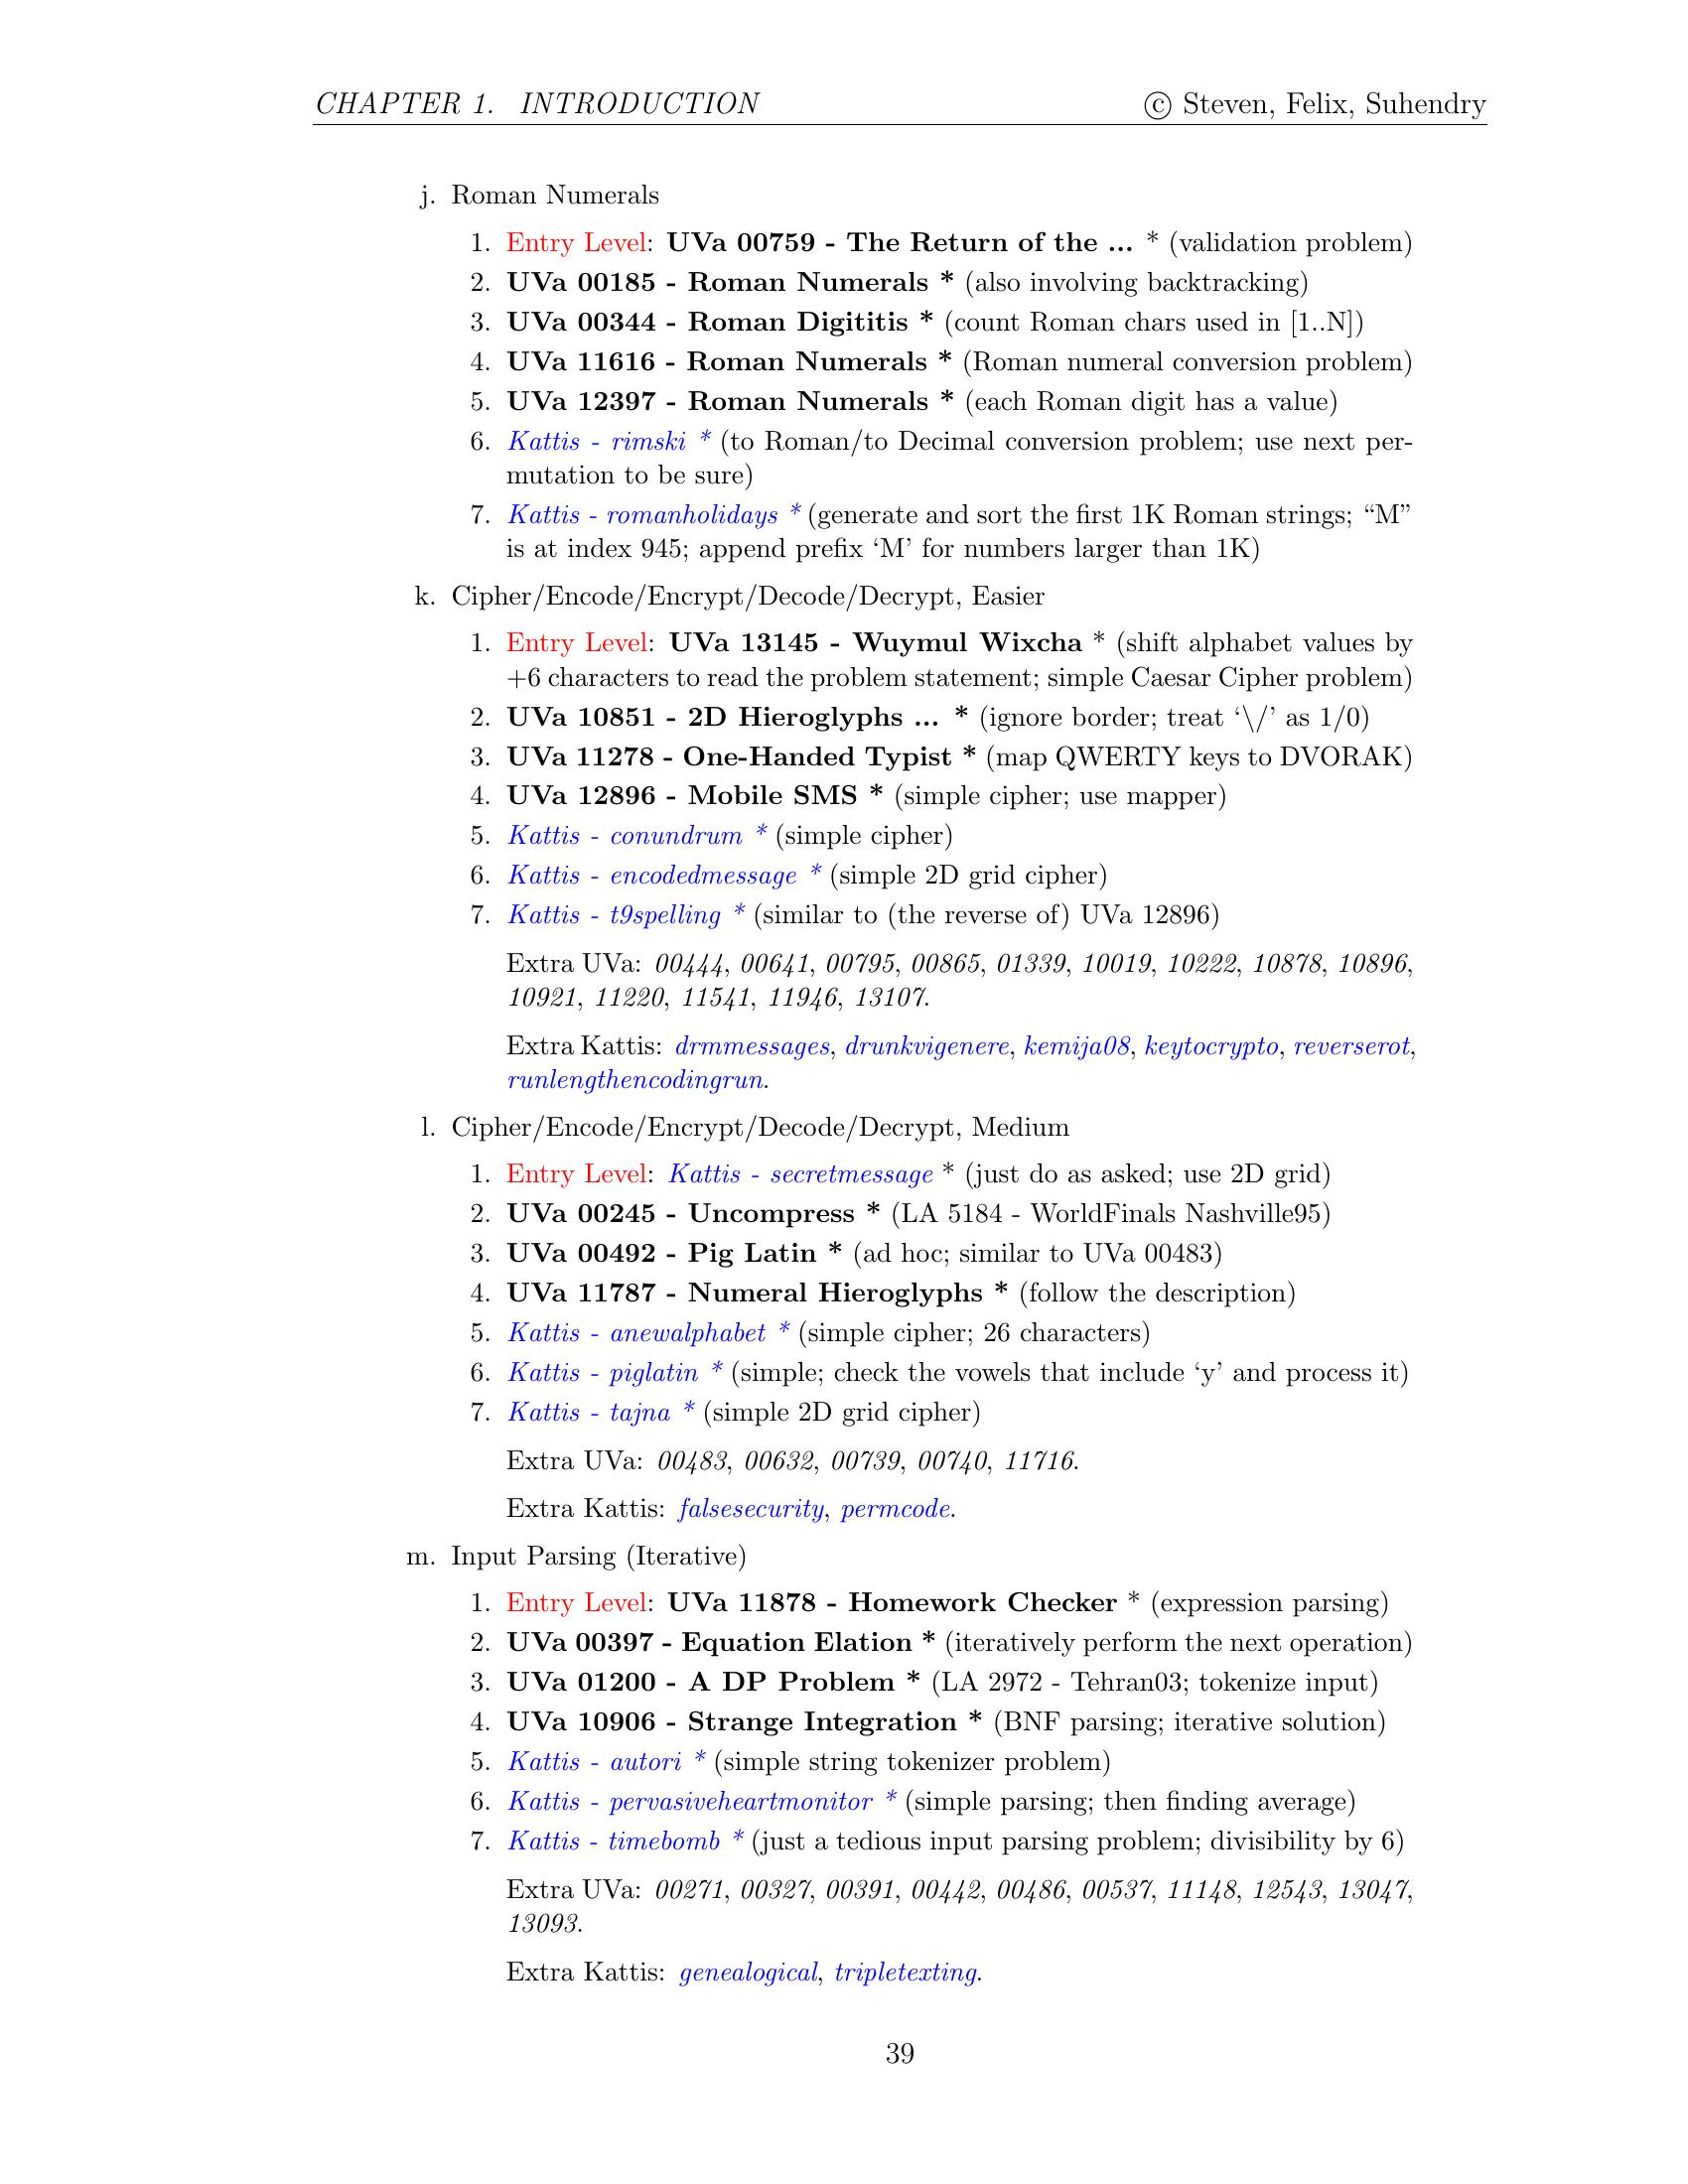 CHAPTER 1. INTRODUCTION © Steven, Felix, Suhendry
j. Roman Numerals
1. Entry Level: UVa 00759 - The Return of the ... * (validation problem)
2. UVa 00185 - Roman Numerals * (also involving backtracking)
3. UVa 00344 - Roman Digititis * (count Roman chars used in [1..N])
4. UVa 11616 - Roman Numerals * (Roman numeral conversion problem)
5. UVa 12397 - Roman Numerals * (each Roman digit has a value)
6. Kattis - rimski * (to Roman/to Decimal conversion problem; use next per-
mutation to be sure)
7. Kattis - romanholidays * (generate and sort the first 1K Roman strings; “M”
is at index 945; append prefix ‘M’ for numbers larger than 1K)
k. Cipher/Encode/Encrypt/Decode/Decrypt, Easier
1. Entry Level: UVa 13145 - Wuymul Wixcha * (shift alphabet values by
+6 characters to read the problem statement; simple Caesar Cipher problem)
2. UVa 10851 - 2D Hieroglyphs ... * (ignore border; treat ‘\/’ as 1/0)
3. UVa 11278 - One-Handed Typist * (map QWERTY keys to DVORAK)
4. UVa 12896 - Mobile SMS * (simple cipher; use mapper)
5. Kattis - conundrum * (simple cipher)
6. Kattis - encodedmessage * (simple 2D grid cipher)
7. Kattis - t9spelling * (similar to (the reverse of) UVa 12896)
Extra UVa: 00444, 00641, 00795, 00865, 01339, 10019, 10222, 10878, 10896,
10921, 11220, 11541, 11946, 13107.
Extra Kattis: drmmessages, drunkvigenere, kemija08, keytocrypto, reverserot,
runlengthencodingrun.
l. Cipher/Encode/Encrypt/Decode/Decrypt, Medium
1. Entry Level: Kattis - secretmessage * (just do as asked; use 2D grid)
2. UVa 00245 - Uncompress * (LA 5184 - WorldFinals Nashville95)
3. UVa 00492 - Pig Latin * (ad hoc; similar to UVa 00483)
4. UVa 11787 - Numeral Hieroglyphs * (follow the description)
5. Kattis - anewalphabet * (simple cipher; 26 characters)
6. Kattis - piglatin * (simple; check the vowels that include ‘y’ and process it)
7. Kattis - tajna * (simple 2D grid cipher)
Extra UVa: 00483, 00632, 00739, 00740, 11716.
Extra Kattis: falsesecurity, permcode.
m. Input Parsing (Iterative)
1. Entry Level: UVa 11878 - Homework Checker * (expression parsing)
2. UVa 00397 - Equation Elation * (iteratively perform the next operation)
3. UVa 01200 - A DP Problem * (LA 2972 - Tehran03; tokenize input)
4. UVa 10906 - Strange Integration * (BNF parsing; iterative solution)
5. Kattis - autori * (simple string tokenizer problem)
6. Kattis - pervasiveheartmonitor * (simple parsing; then finding average)
7. Kattis - timebomb * (just a tedious input parsing problem; divisibility by 6)
Extra UVa: 00271, 00327, 00391, 00442, 00486, 00537, 11148, 12543, 13047,
13093.
Extra Kattis: genealogical, tripletexting.
39